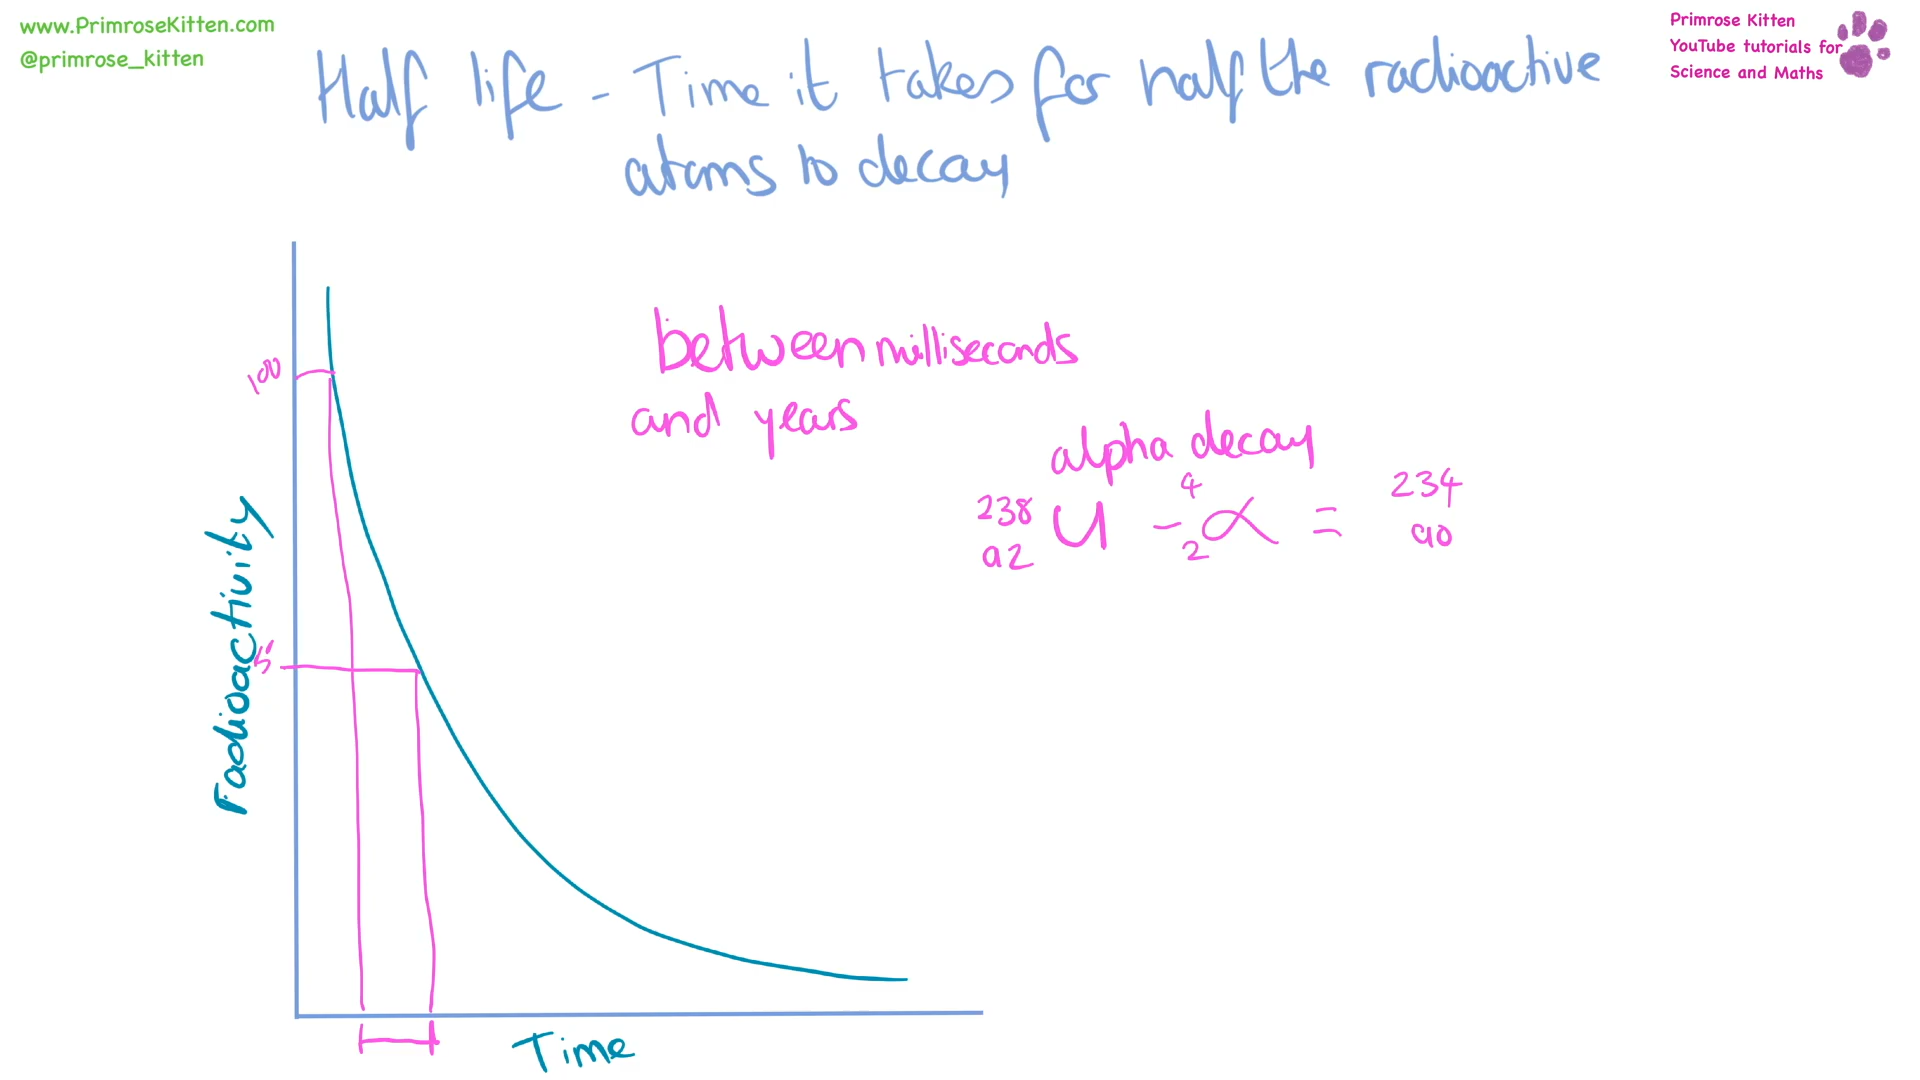 www.PrimroseKitten.com
@primrose_kitten
Primrose Kitten
YouTube tutorials for
Science and Maths
Half life - Time it takes for half the radioactive
atoms to decay
100
between milliseconds
and years
alpha decay
238 92 U - 4 2 α = 234 90
Radioactivity
Time